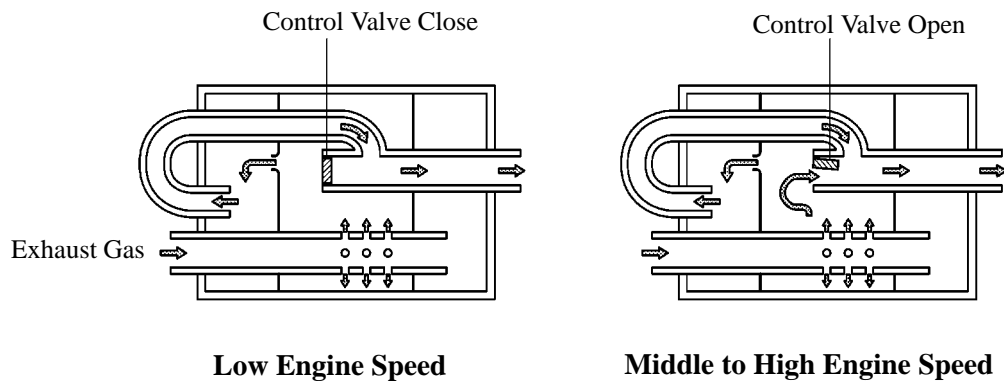 Control Valve Close
Control Valve Open
Exhaust Gas
Low Engine Speed
Middle to High Engine Speed